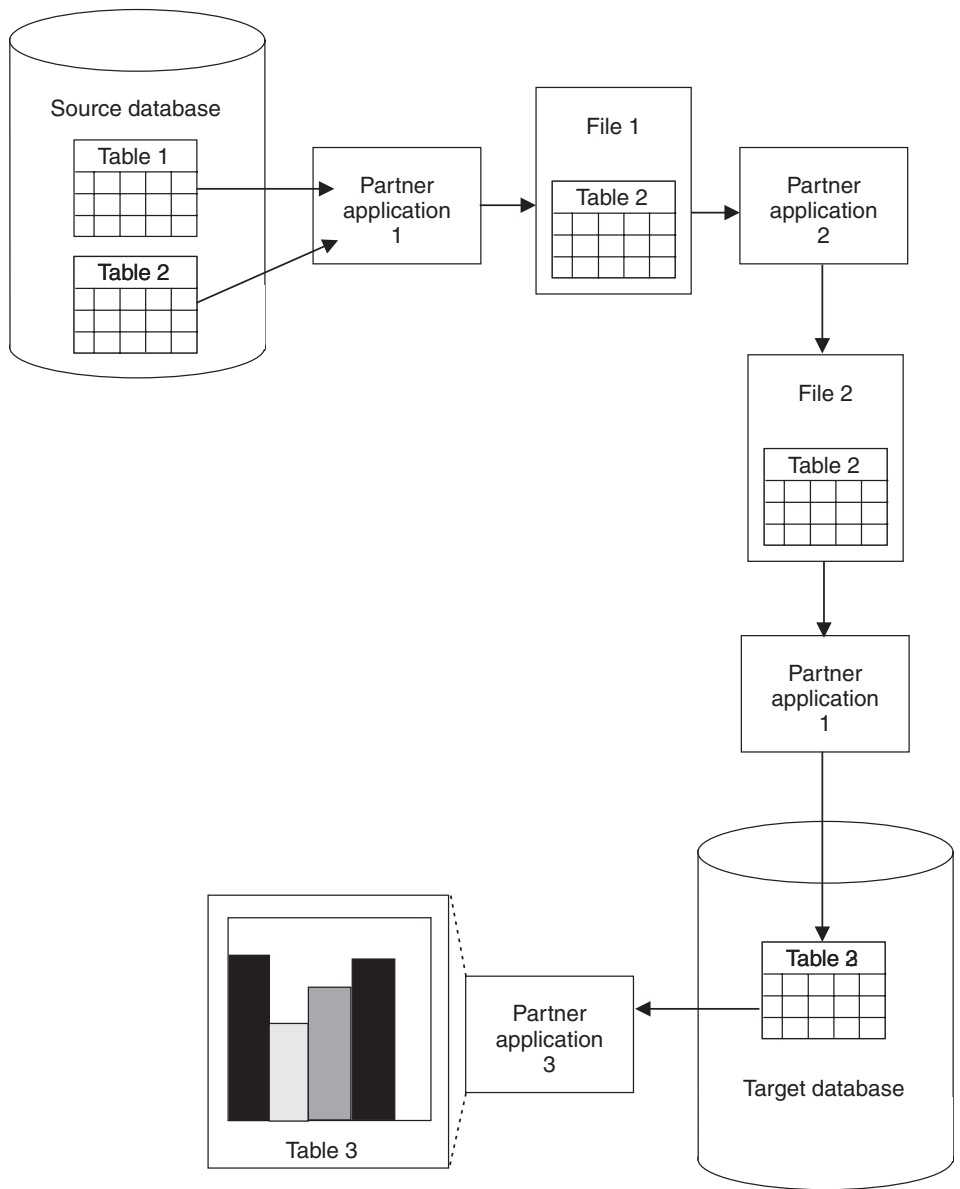 Source database
Table 1
Table 2
Partner
application
1
File 1
Table 2
Partner
application
2
File 2
Table 2
Partner
application
1
Table
Target database
Partner
application
3
Table 3